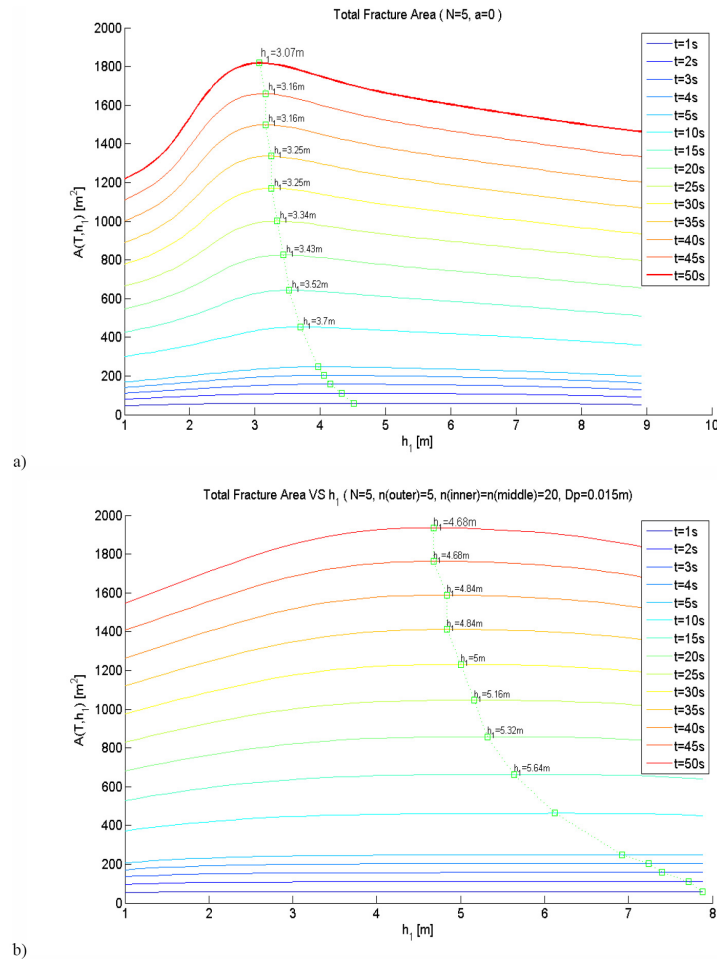 Total Fracture Area ( N=5, a=0 )
A(T,h1) [m2]
2000
1800
1600
1400
1200
1000
800
600
400
200
0
h1=3.07m
h1=3.16m
h1=3.16m
h1=3.25m
h1=3.25m
h1=3.34m
h1=3.43m
h1=3.52m
h1=3.7m
t=1s
t=2s
t=3s
t=4s
t=5s
t=10s
t=15s
t=20s
t=25s
t=30s
t=35s
t=40s
t=45s
t=50s
1 2 3 4 5 6 7 8 9 10
h1 [m]
a)
Total Fracture Area VS h1 ( N=5, n(outer)=5, n(inner)=n(middle)=20, Dp=0.015m)
A(T,h1) [m2]
2000
1800
1600
1400
1200
1000
800
600
400
200
0
h1=4.68m
h1=4.68m
h1=4.84m
h1=4.84m
h1=5m
h1=5.16m
h1=5.32m
h1=5.64m
t=1s
t=2s
t=3s
t=4s
t=5s
t=10s
t=15s
t=20s
t=25s
t=30s
t=35s
t=40s
t=45s
t=50s
1 2 3 4 5 6 7 8
h1 [m]
b)